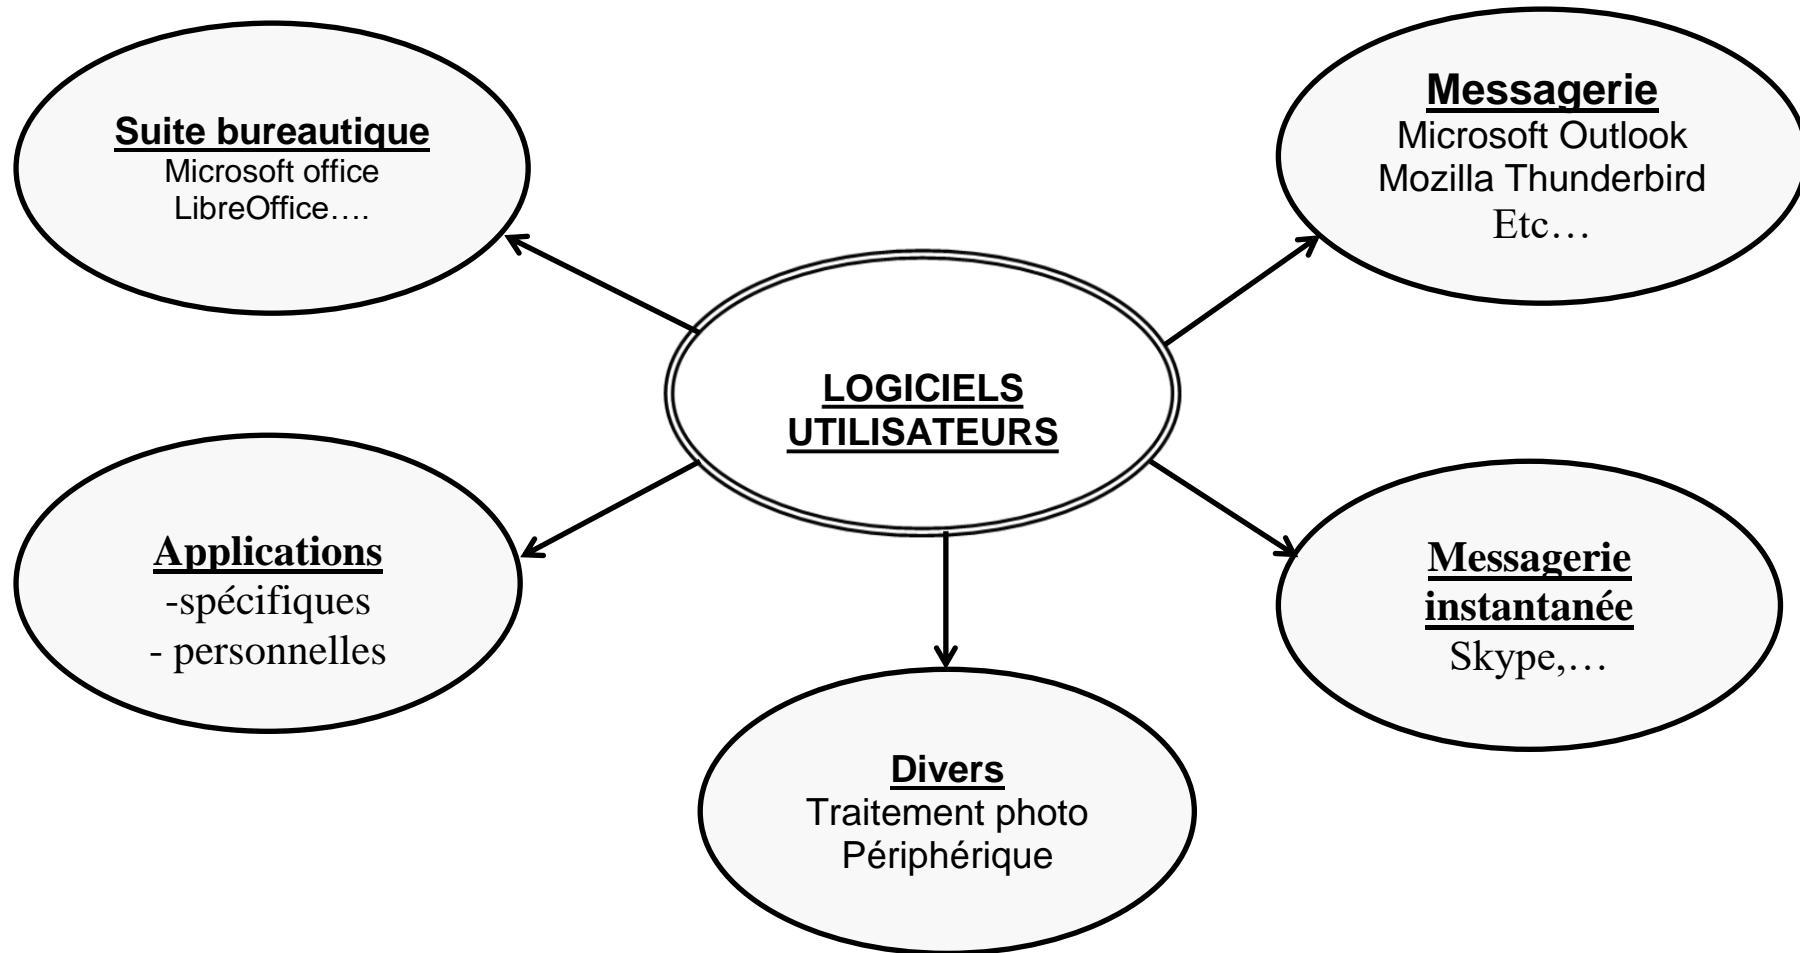 Suite bureautique
Microsoft office
LibreOffice….
Messagerie
Microsoft Outlook
Mozilla Thunderbird
Etc…
LOGICIELS
UTILISATEURS
Applications
-spécifiques
- personnelles
Messagerie
instantanée
Skype,…
Divers
Traitement photo
Périphérique